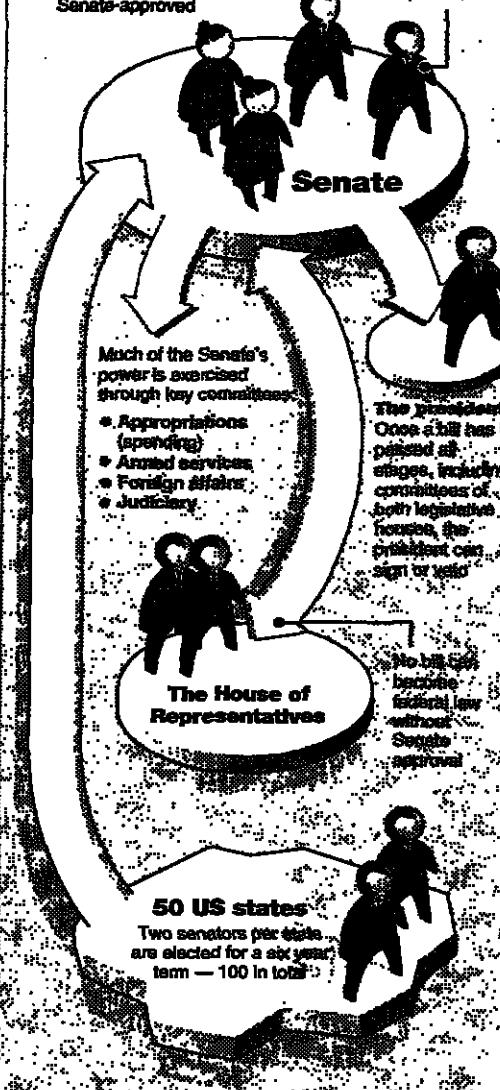 Senate-approved
Senate
Much of the Senate's
power is exercised
through key committees:
• Appropriations
(spending)
• Armed services
• Foreign affairs
• Judiciary
The president
Once a bill has
passed all
stages, includin
committees of
both legislative
houses, the
president can
sign or veto
The House of
Representatives
No bill can
become
federal law
without
Senate
approval
50 US states
Two senators per state
are elected for a six year
term — 100 in total